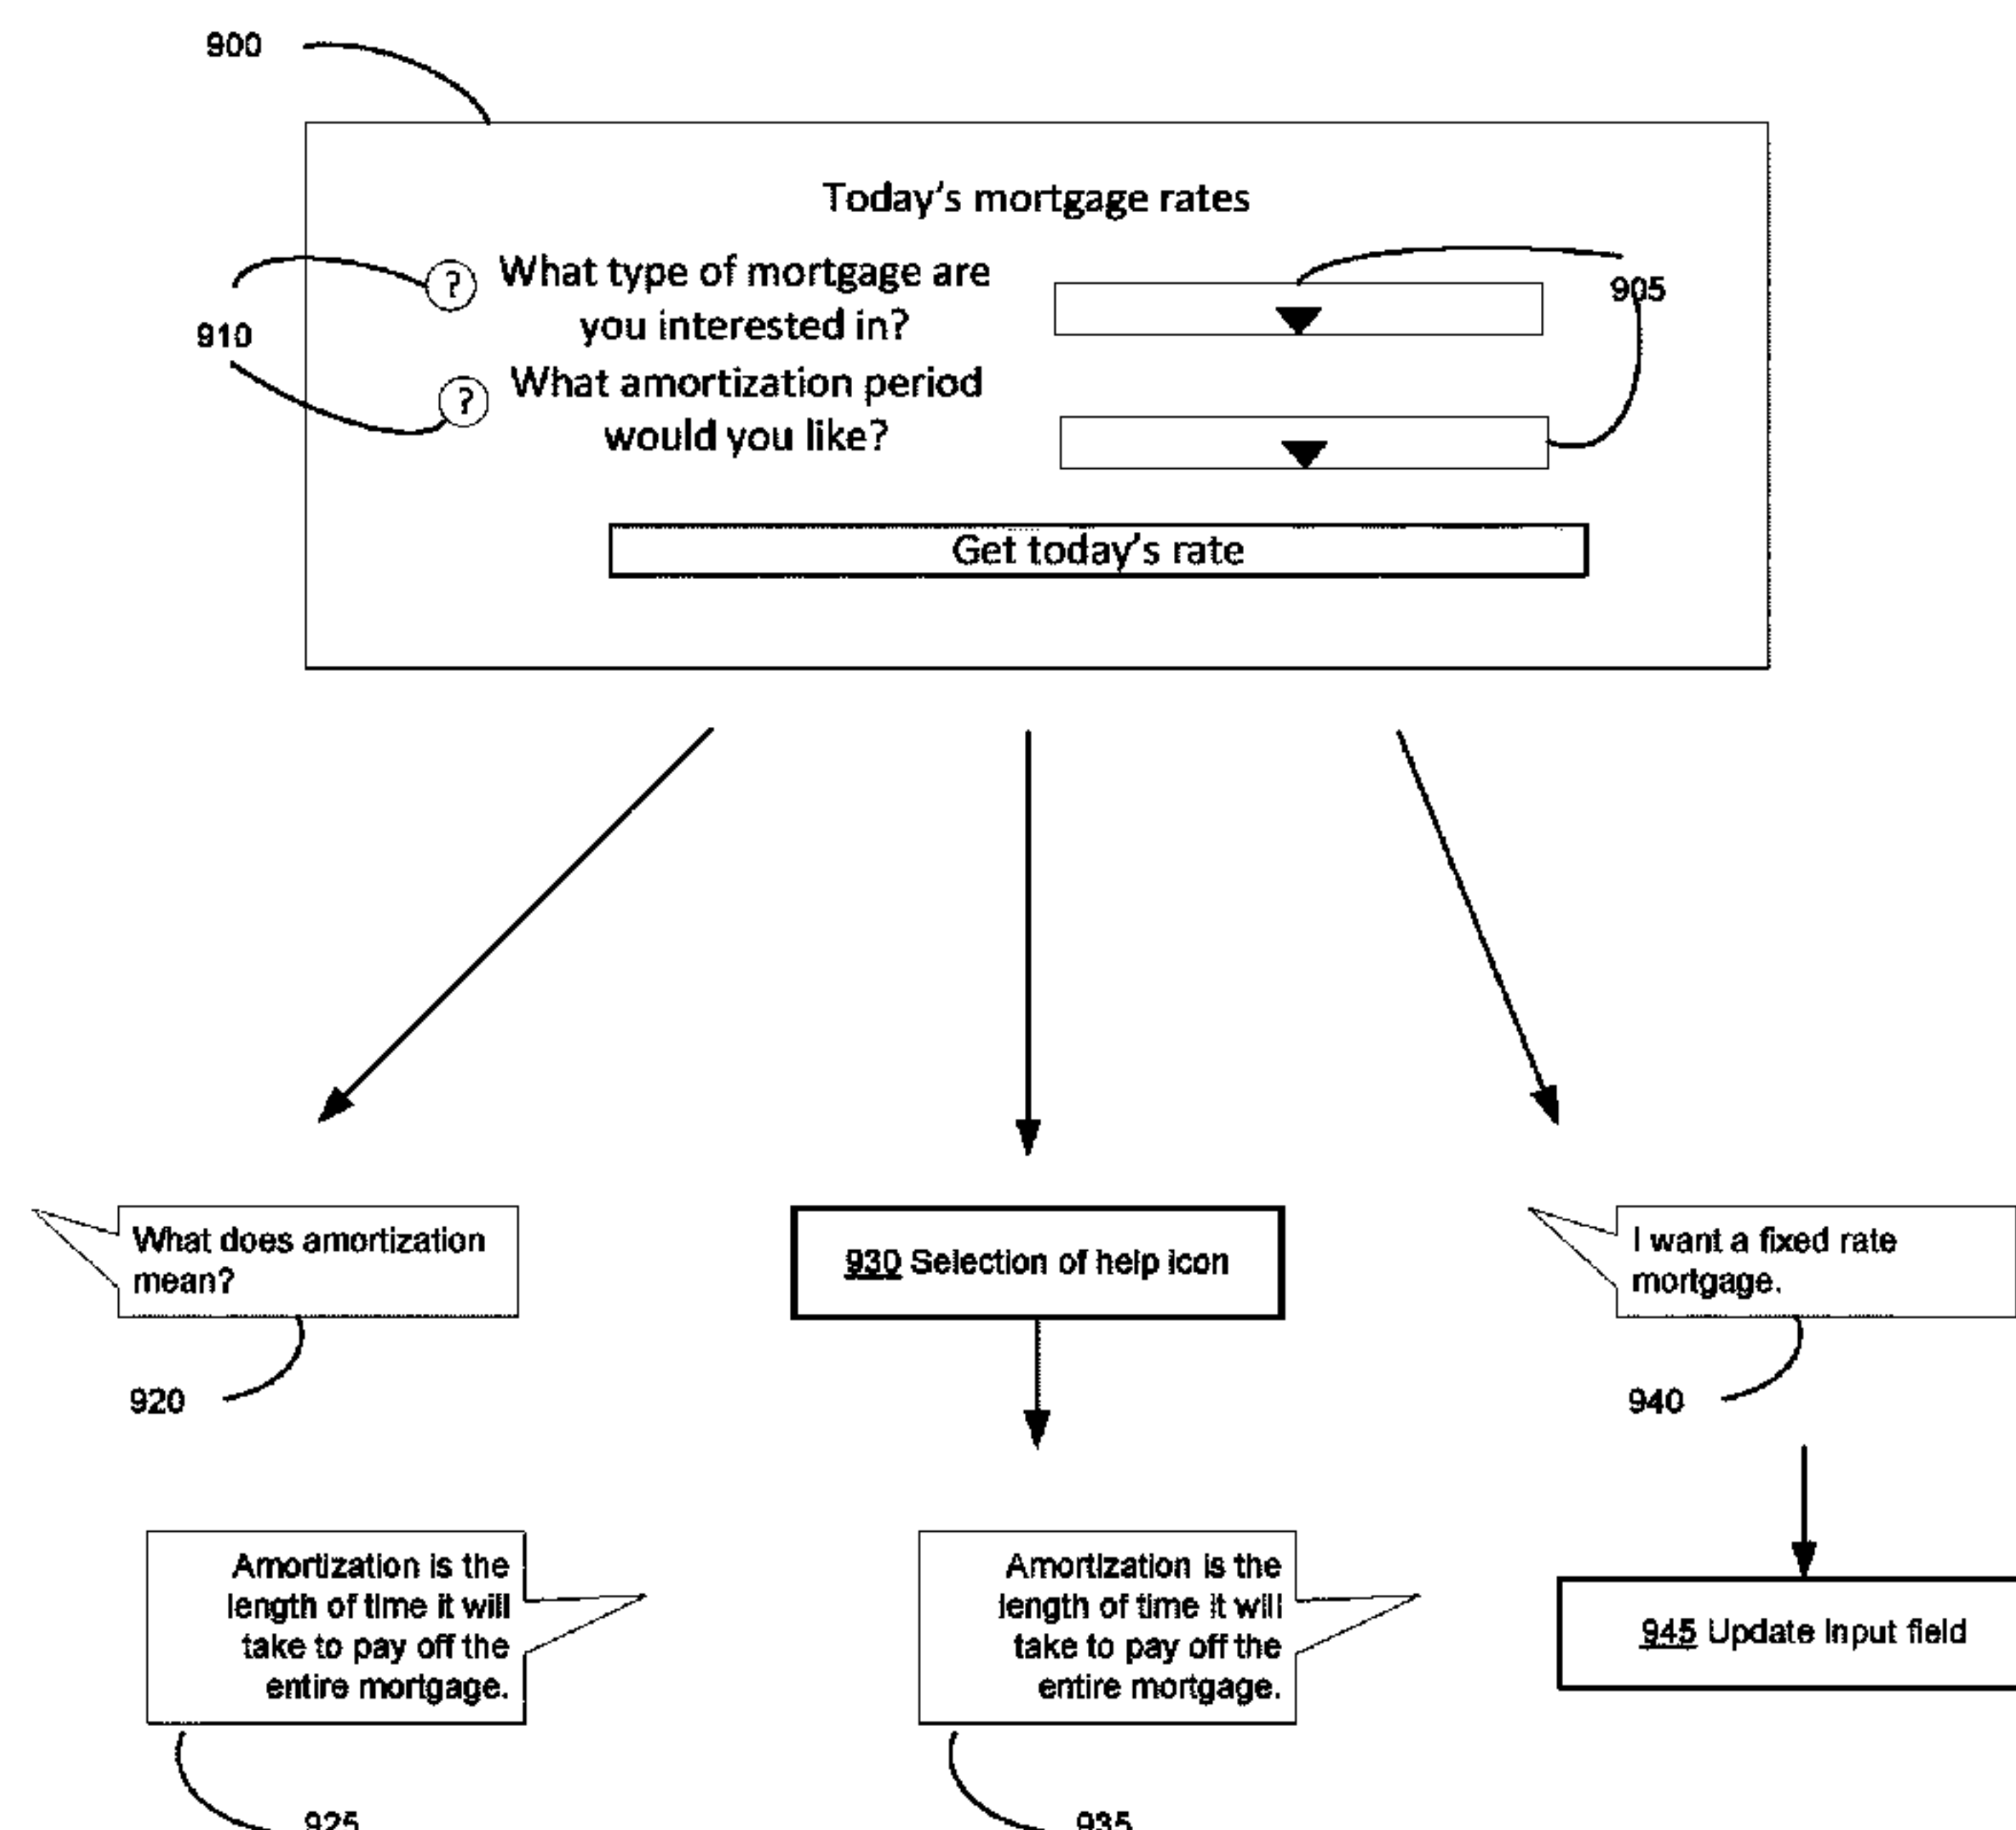 900
Today's mortgage rates
? What type of mortgage are
you interested in?
905
910
? What amortization period
would you like?
Get today's rate
What does amortization
mean?
920
930 Selection of help icon
I want a fixed rate
mortgage.
940
Amortization is the
length of time it will
take to pay off the
entire mortgage.
925
Amortization is the
length of time it will
take to pay off the
entire mortgage.
935
945 Update Input field